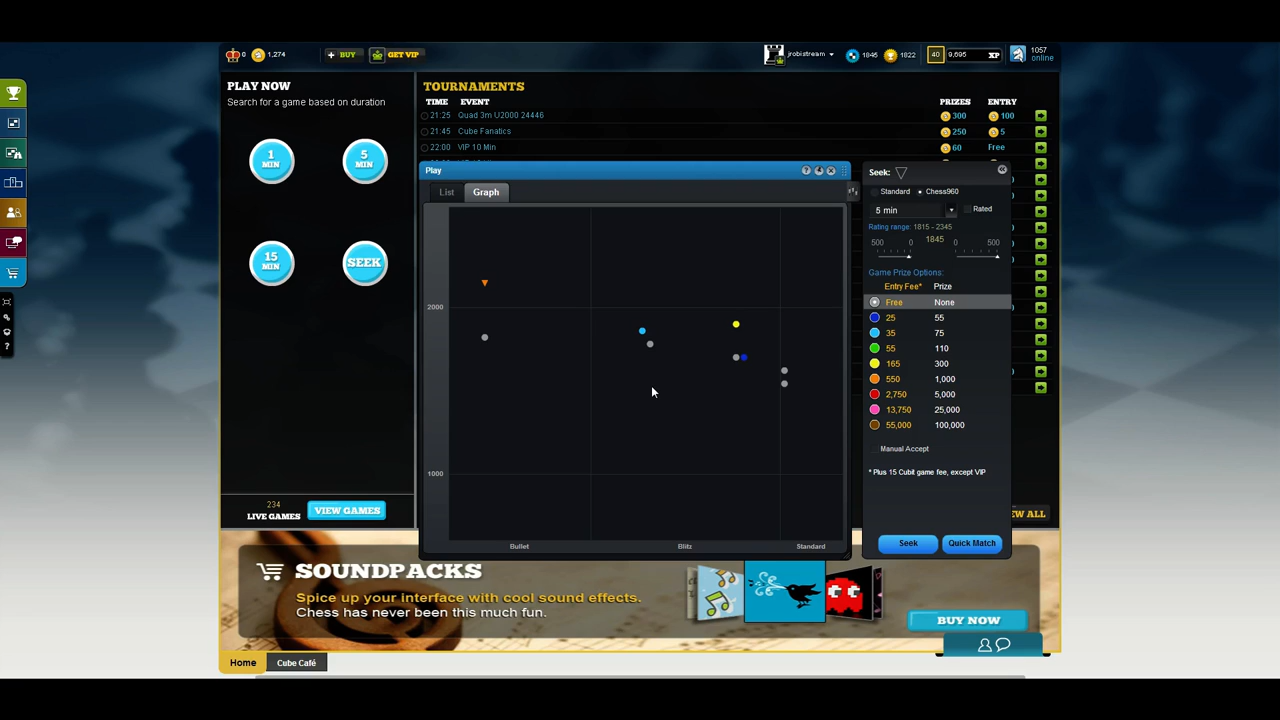 0 1,274 + BUY GET VIP jrobistream 1845 1822 40 9,695 XP 1057 online
PLAY NOW
Search for a game based on duration
1 MIN
5 MIN
15 MIN
SEEK
234
LIVE GAMES
VIEW GAMES
TOURNAMENTS
TIME EVENT PRIZES ENTRY
21:25 Quad 3m U2000 24446 300 100
21:45 Cube Fanatics 250 5
22:00 VIP 10 Min 60 Free
Play
List Graph
2000
1000
Bullet Blitz Standard
Seek:
Standard Chess960
5 min Rated
Rating range: 1815 - 2345
500 0 1845 0 500
Game Prize Options:
Entry Fee* Prize
Free None
25 55
35 75
55 110
165 300
550 1,000
2,750 5,000
13,750 25,000
55,000 100,000
Manual Accept
* Plus 15 Cubit game fee, except VIP
Seek Quick Match
EW ALL
SOUNDPACKS
Spice up your interface with cool sound effects.
Chess has never been this much fun.
BUY NOW
Home Cube Café